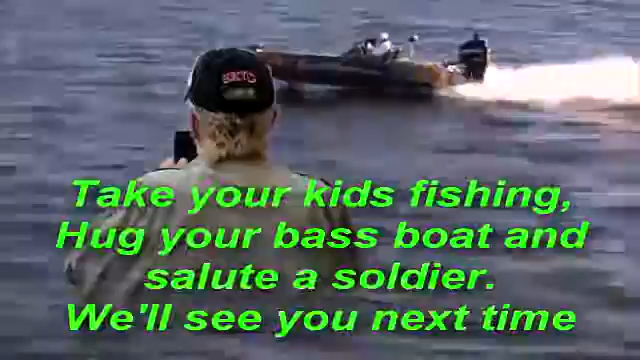 Take your kids fishing,
Hug your bass boat and
salute a soldier.
We'll see you next time